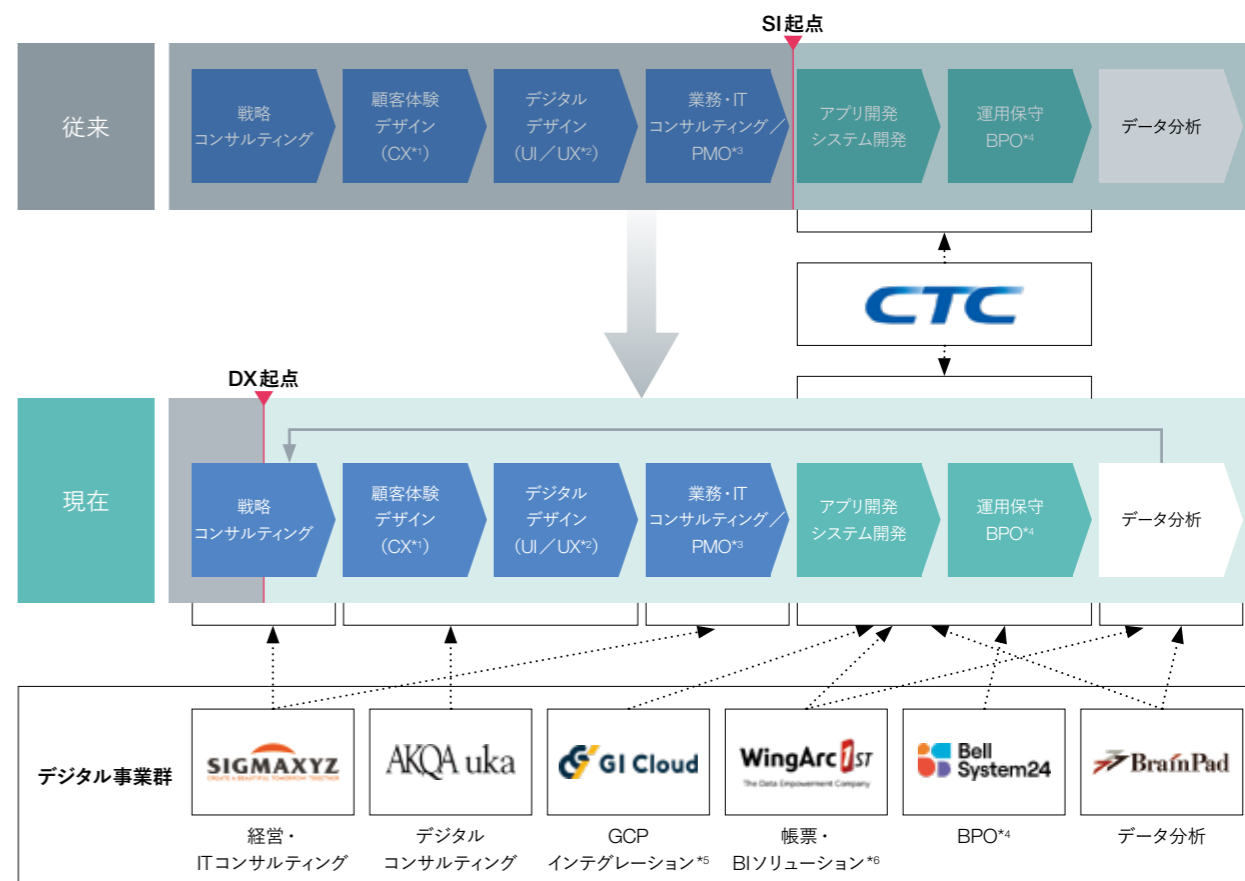 SI起点
従来
戦略
コンサルティング
顧客体験
デザイン
(CX*1)
デジタル
デザイン
(UI／UX*2)
業務・IT
コンサルティング／
PMO*3
アプリ開発
システム開発
運用保守
BPO*4
データ分析
CTC
DX起点
現在
戦略
コンサルティング
顧客体験
デザイン
(CX*1)
デジタル
デザイン
(UI／UX*2)
業務・IT
コンサルティング／
PMO*3
アプリ開発
システム開発
運用保守
BPO*4
データ分析
デジタル事業群
SIGMAXYZ
CREATE A BEAUTIFUL TOMORROW TOGETHER
経営・
ITコンサルティング
AKQA uka
デジタル
コンサルティング
GI Cloud
GCP
インテグレーション*5
WingArc 1ST
The Data Empowerment Company
帳票・
BIソリューション*6
Bell
System24
BPO*4
BrainPad
データ分析